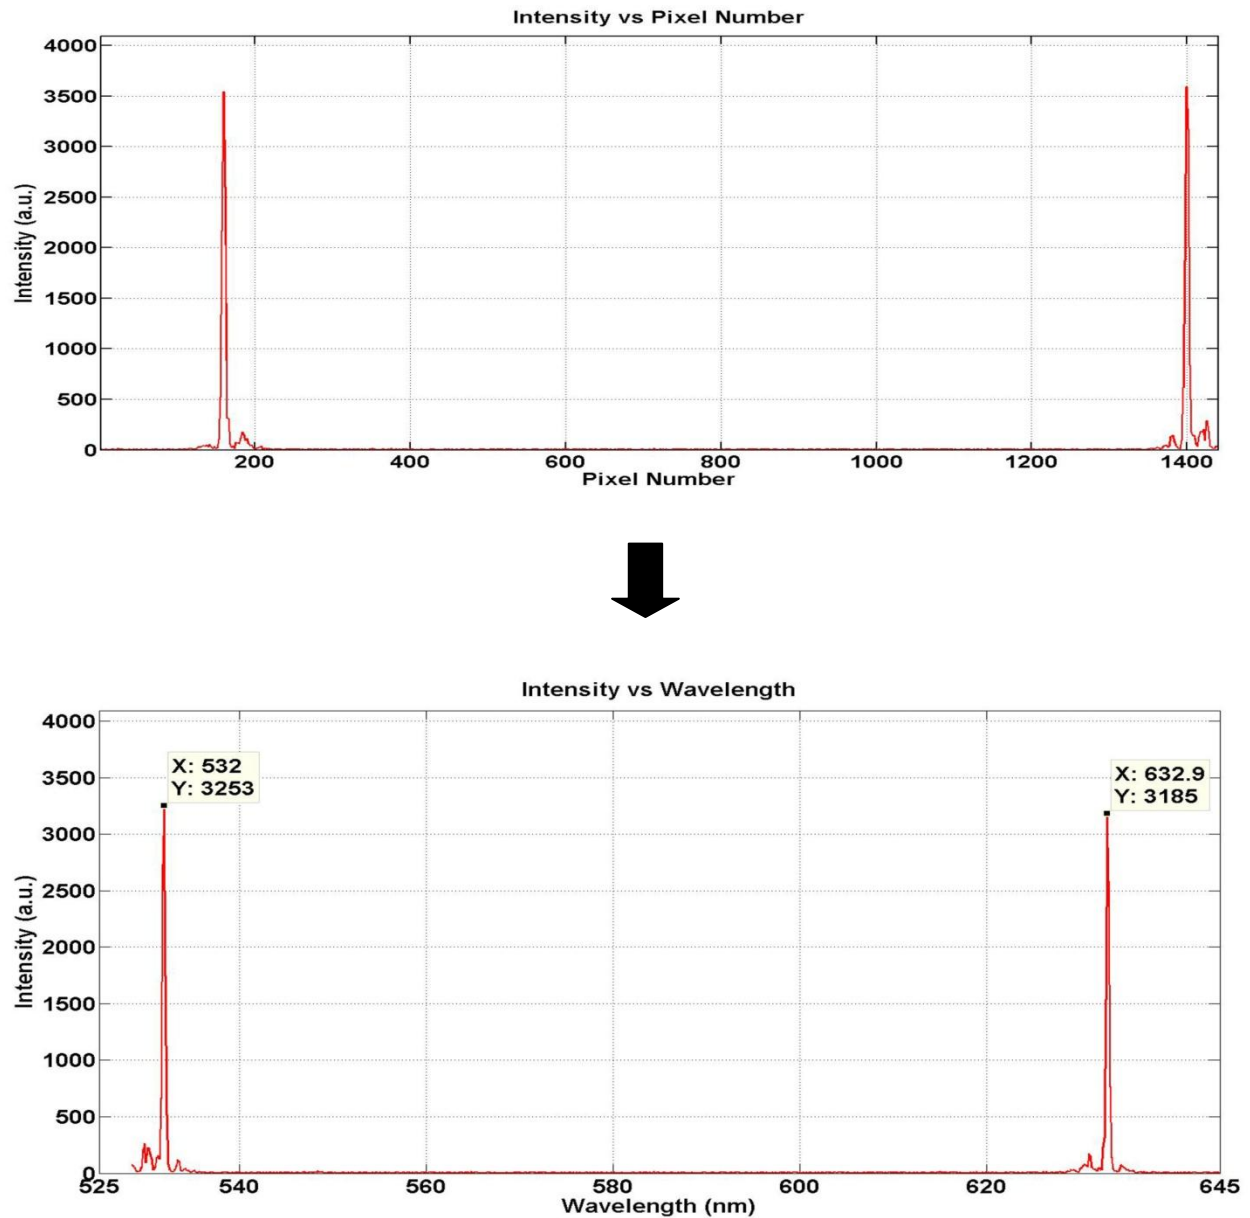 Intensity vs Pixel Number
4000
3500
3000
2500
2000
1500
1000
500
0
Intensity (a.u.)
200 400 600 800 1000 1200 1400
Pixel Number
Intensity vs Wavelength
4000
3500
3000
2500
2000
1500
1000
500
0
Intensity (a.u.)
X: 532
Y: 3253
X: 632.9
Y: 3185
525 540 560 580 600 620 645
Wavelength (nm)